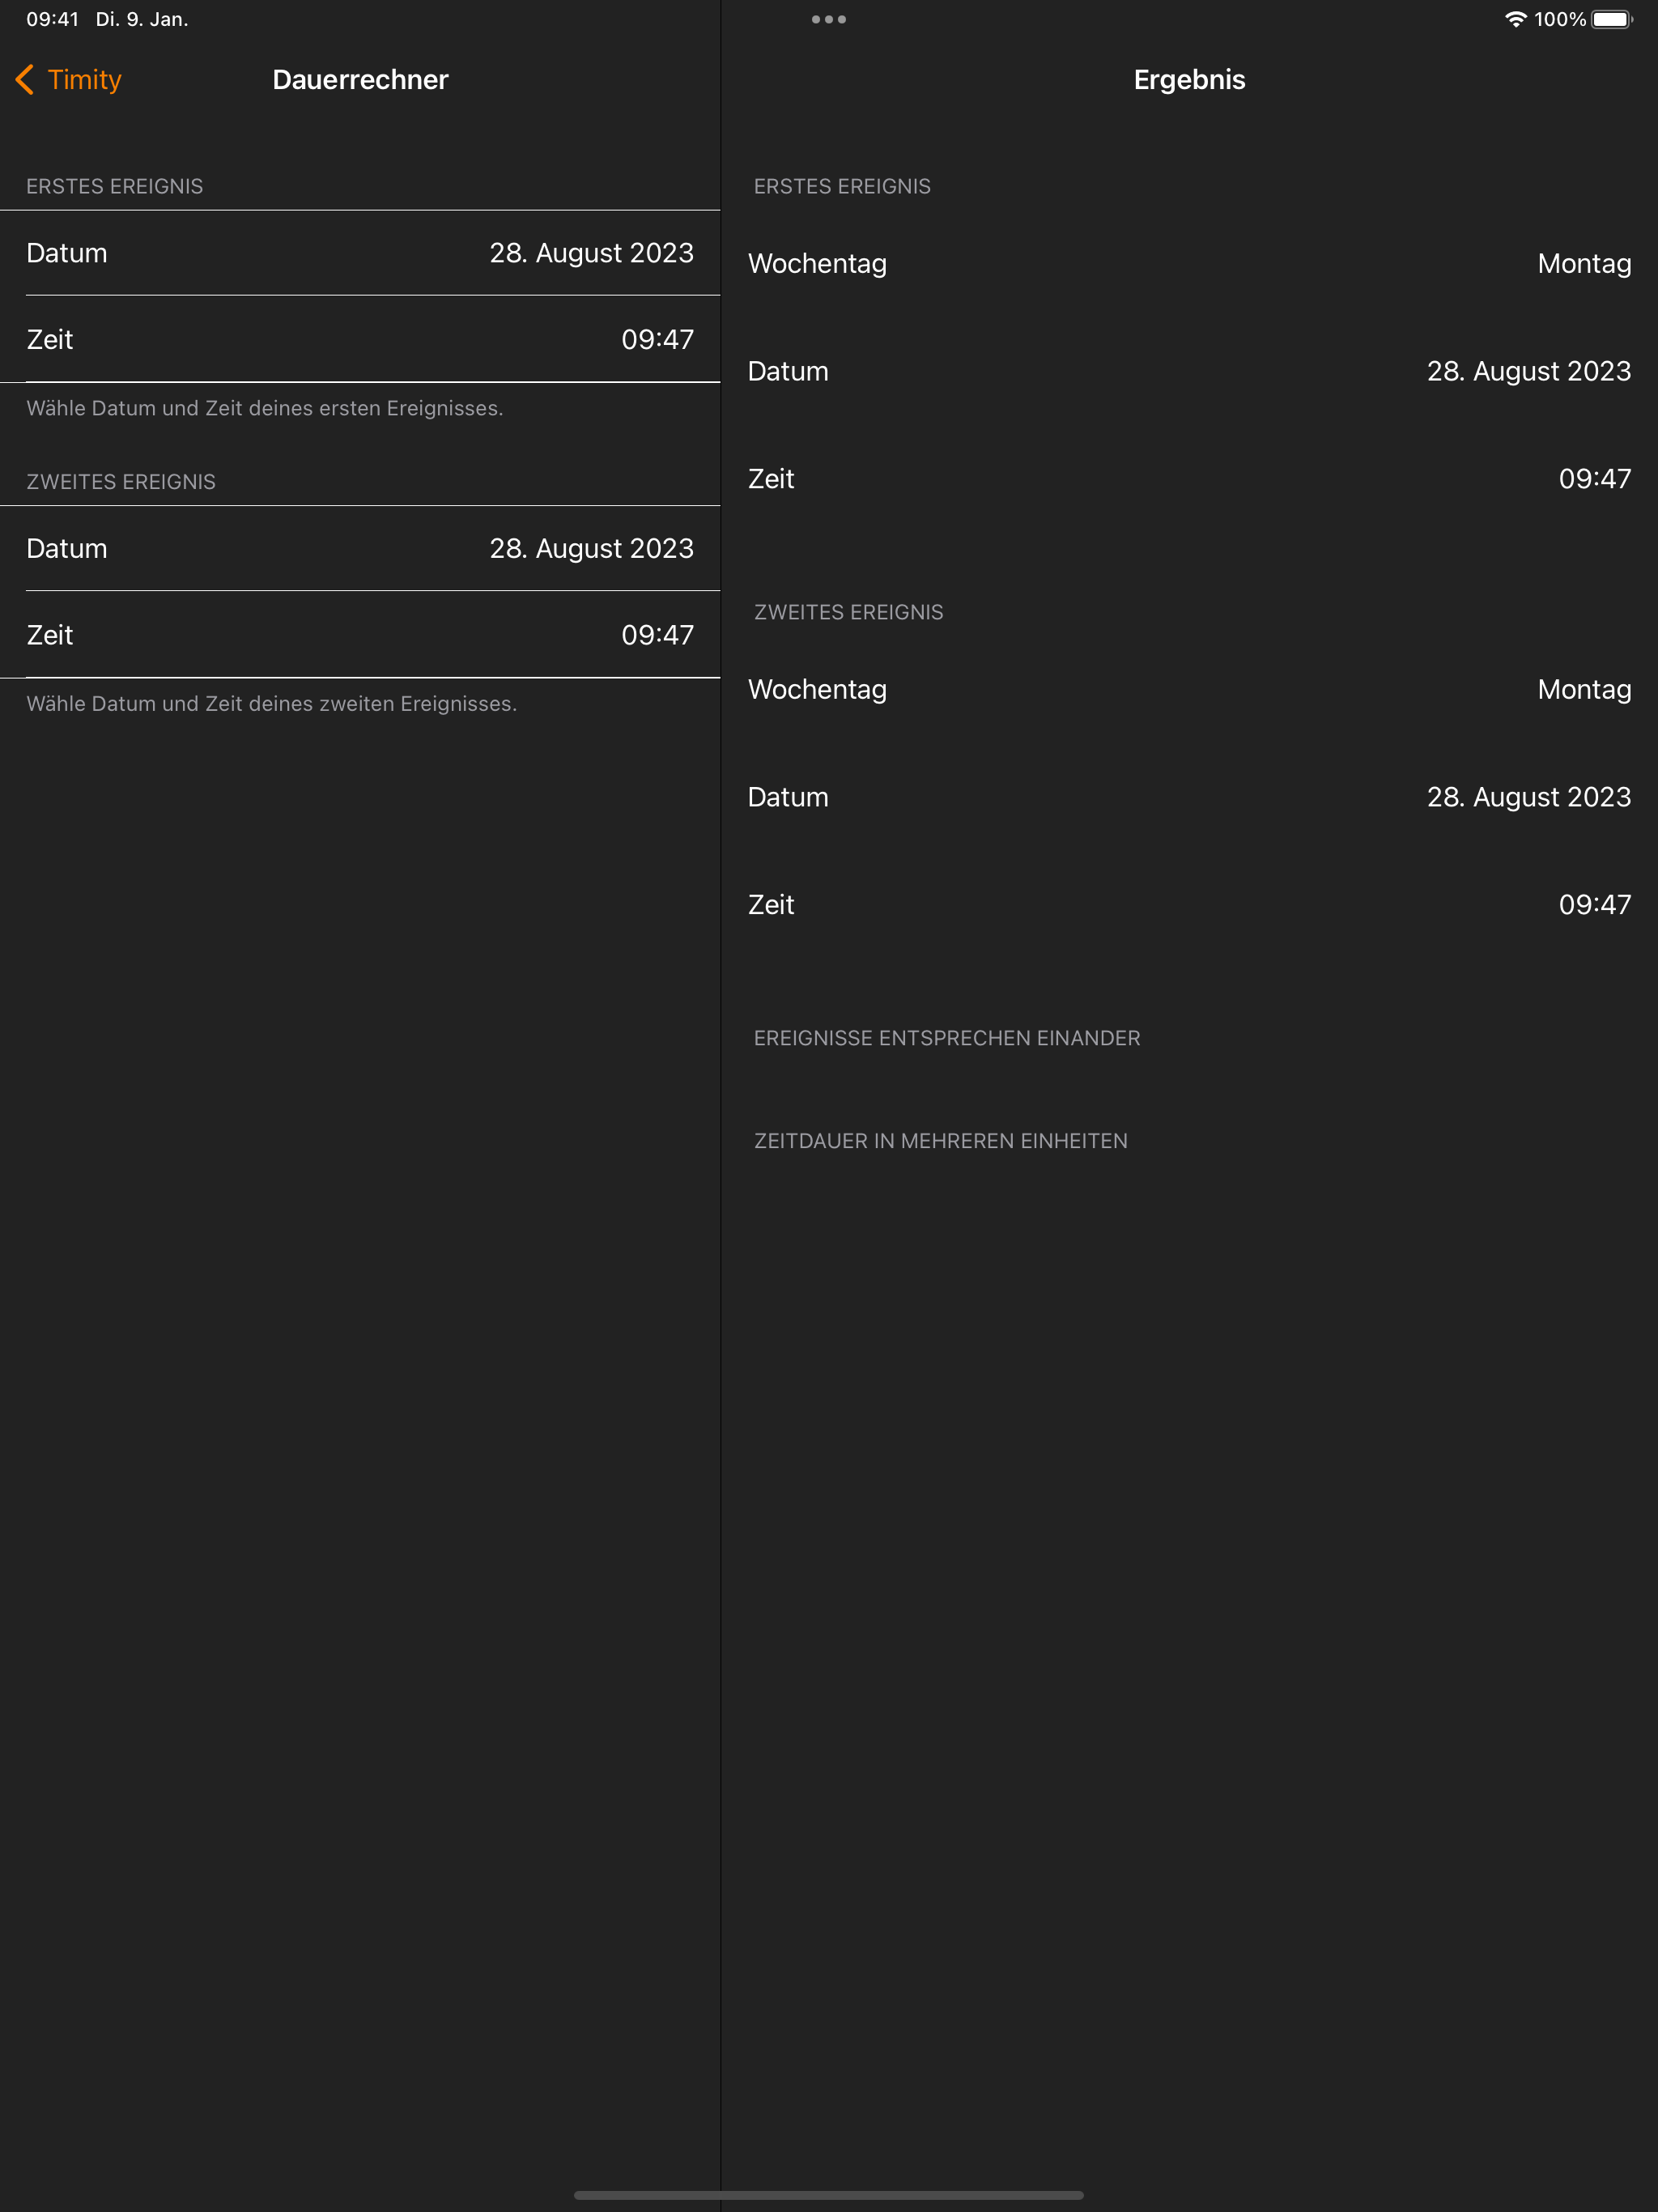 09:41 Di. 9. Jan.
100%
Timity
Dauerrechner
ERSTES EREIGNIS
Datum 28. August 2023
Zeit 09:47
Wähle Datum und Zeit deines ersten Ereignisses.
ZWEITES EREIGNIS
Datum 28. August 2023
Zeit 09:47
Wähle Datum und Zeit deines zweiten Ereignisses.
Ergebnis
ERSTES EREIGNIS
Wochentag Montag
Datum 28. August 2023
Zeit 09:47
ZWEITES EREIGNIS
Wochentag Montag
Datum 28. August 2023
Zeit 09:47
EREIGNISSE ENTSPRECHEN EINANDER
ZEITDAUER IN MEHREREN EINHEITEN